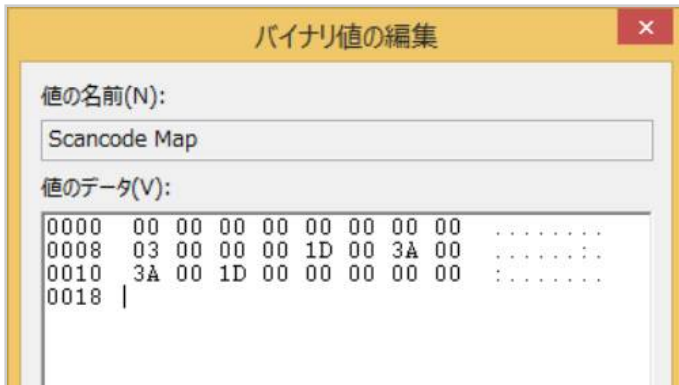 バイナリ値の編集
×
値の名前(N):
Scancode Map
値のデータ(V):
0000 00 00 00 00 00 00 00 00 ........
0008 03 00 00 00 1D 00 3A 00 ......:.
0010 3A 00 1D 00 00 00 00 00 :.......
0018